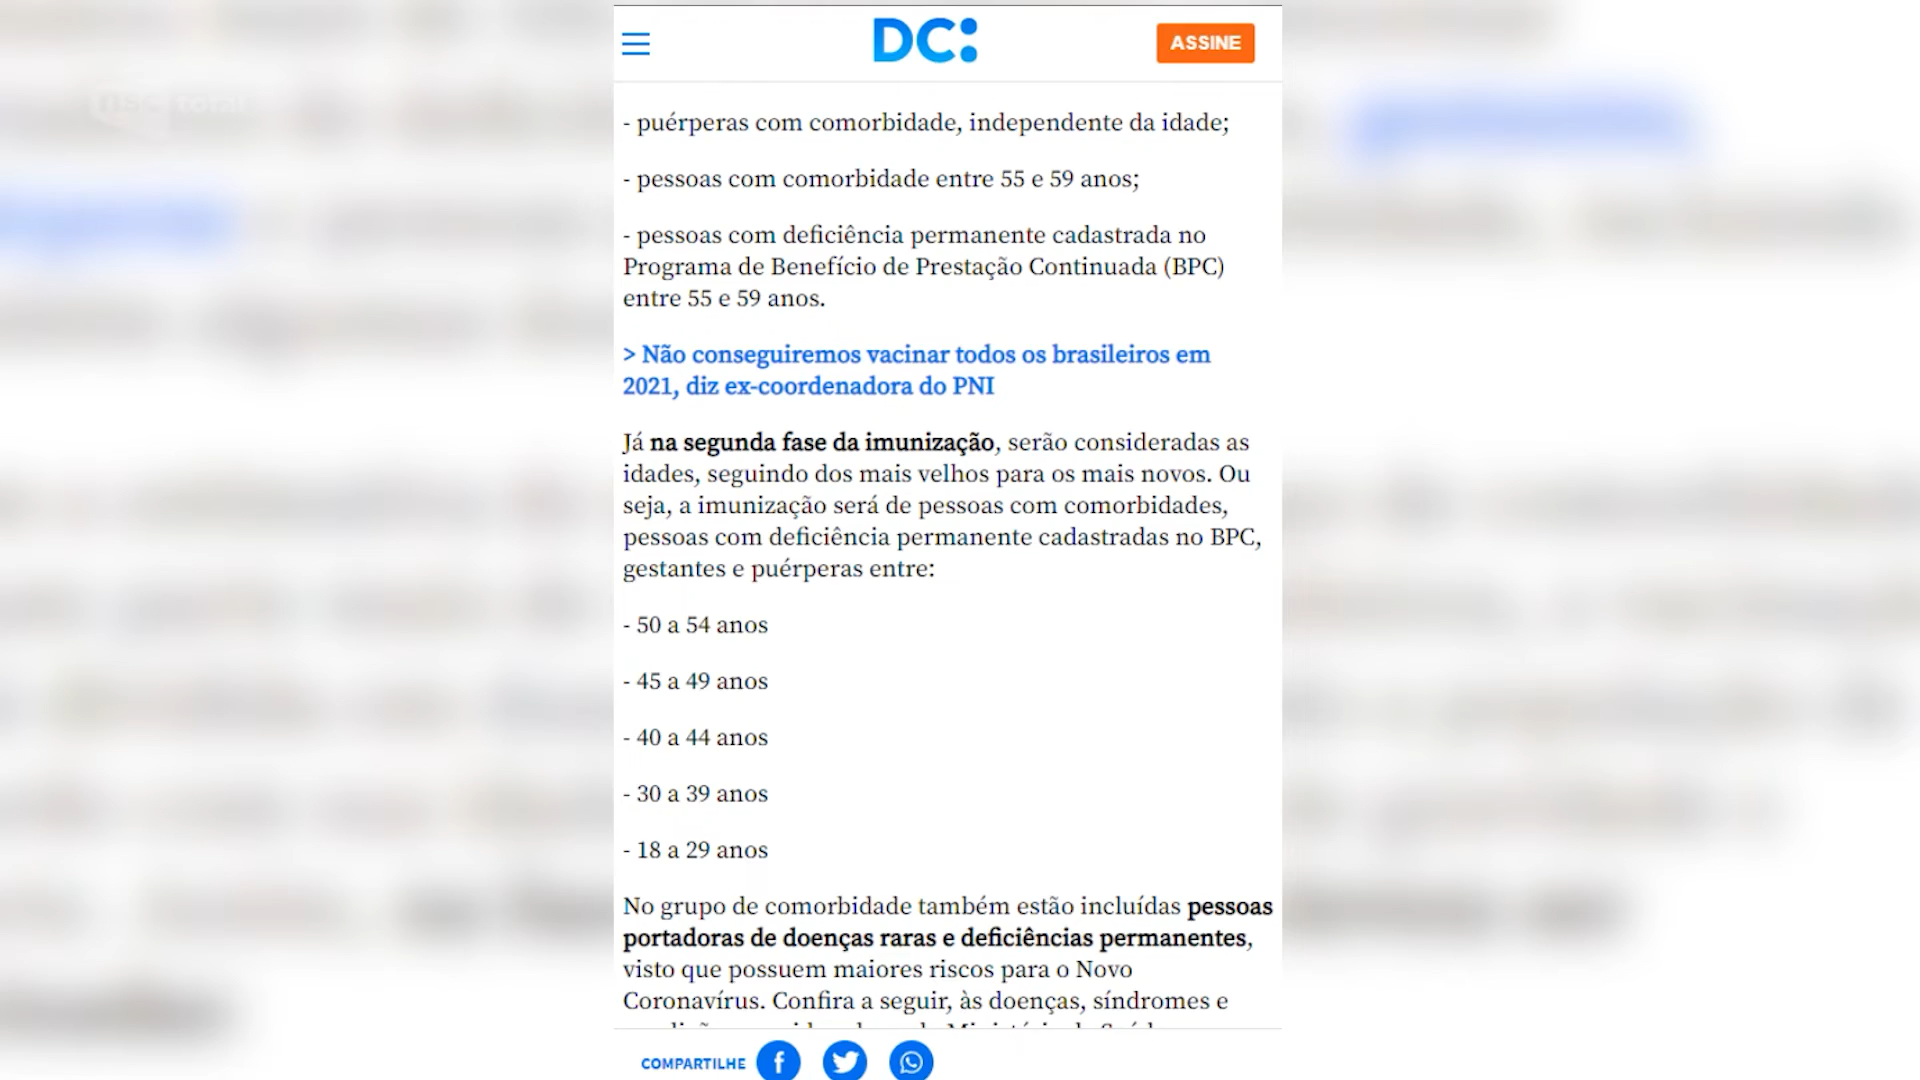 DC:
ASSINE
- puérperas com comorbidade, independente da idade;
- pessoas com comorbidade entre 55 e 59 anos;
- pessoas com deficiência permanente cadastrada no
Programa de Benefício de Prestação Continuada (BPC)
entre 55 e 59 anos.
> Não conseguiremos vacinar todos os brasileiros em
2021, diz ex-coordenadora do PNI
Já na segunda fase da imunização, serão consideradas as
idades, seguindo dos mais velhos para os mais novos. Ou
seja, a imunização será de pessoas com comorbidades,
pessoas com deficiência permanente cadastradas no BPC,
gestantes e puérperas entre:
- 50 a 54 anos
- 45 a 49 anos
- 40 a 44 anos
- 30 a 39 anos
- 18 a 29 anos
No grupo de comorbidade também estão incluídas pessoas
portadoras de doenças raras e deficiências permanentes,
visto que possuem maiores riscos para o Novo
Coronavírus. Confira a seguir, às doenças, síndromes e
COMPARTILHE